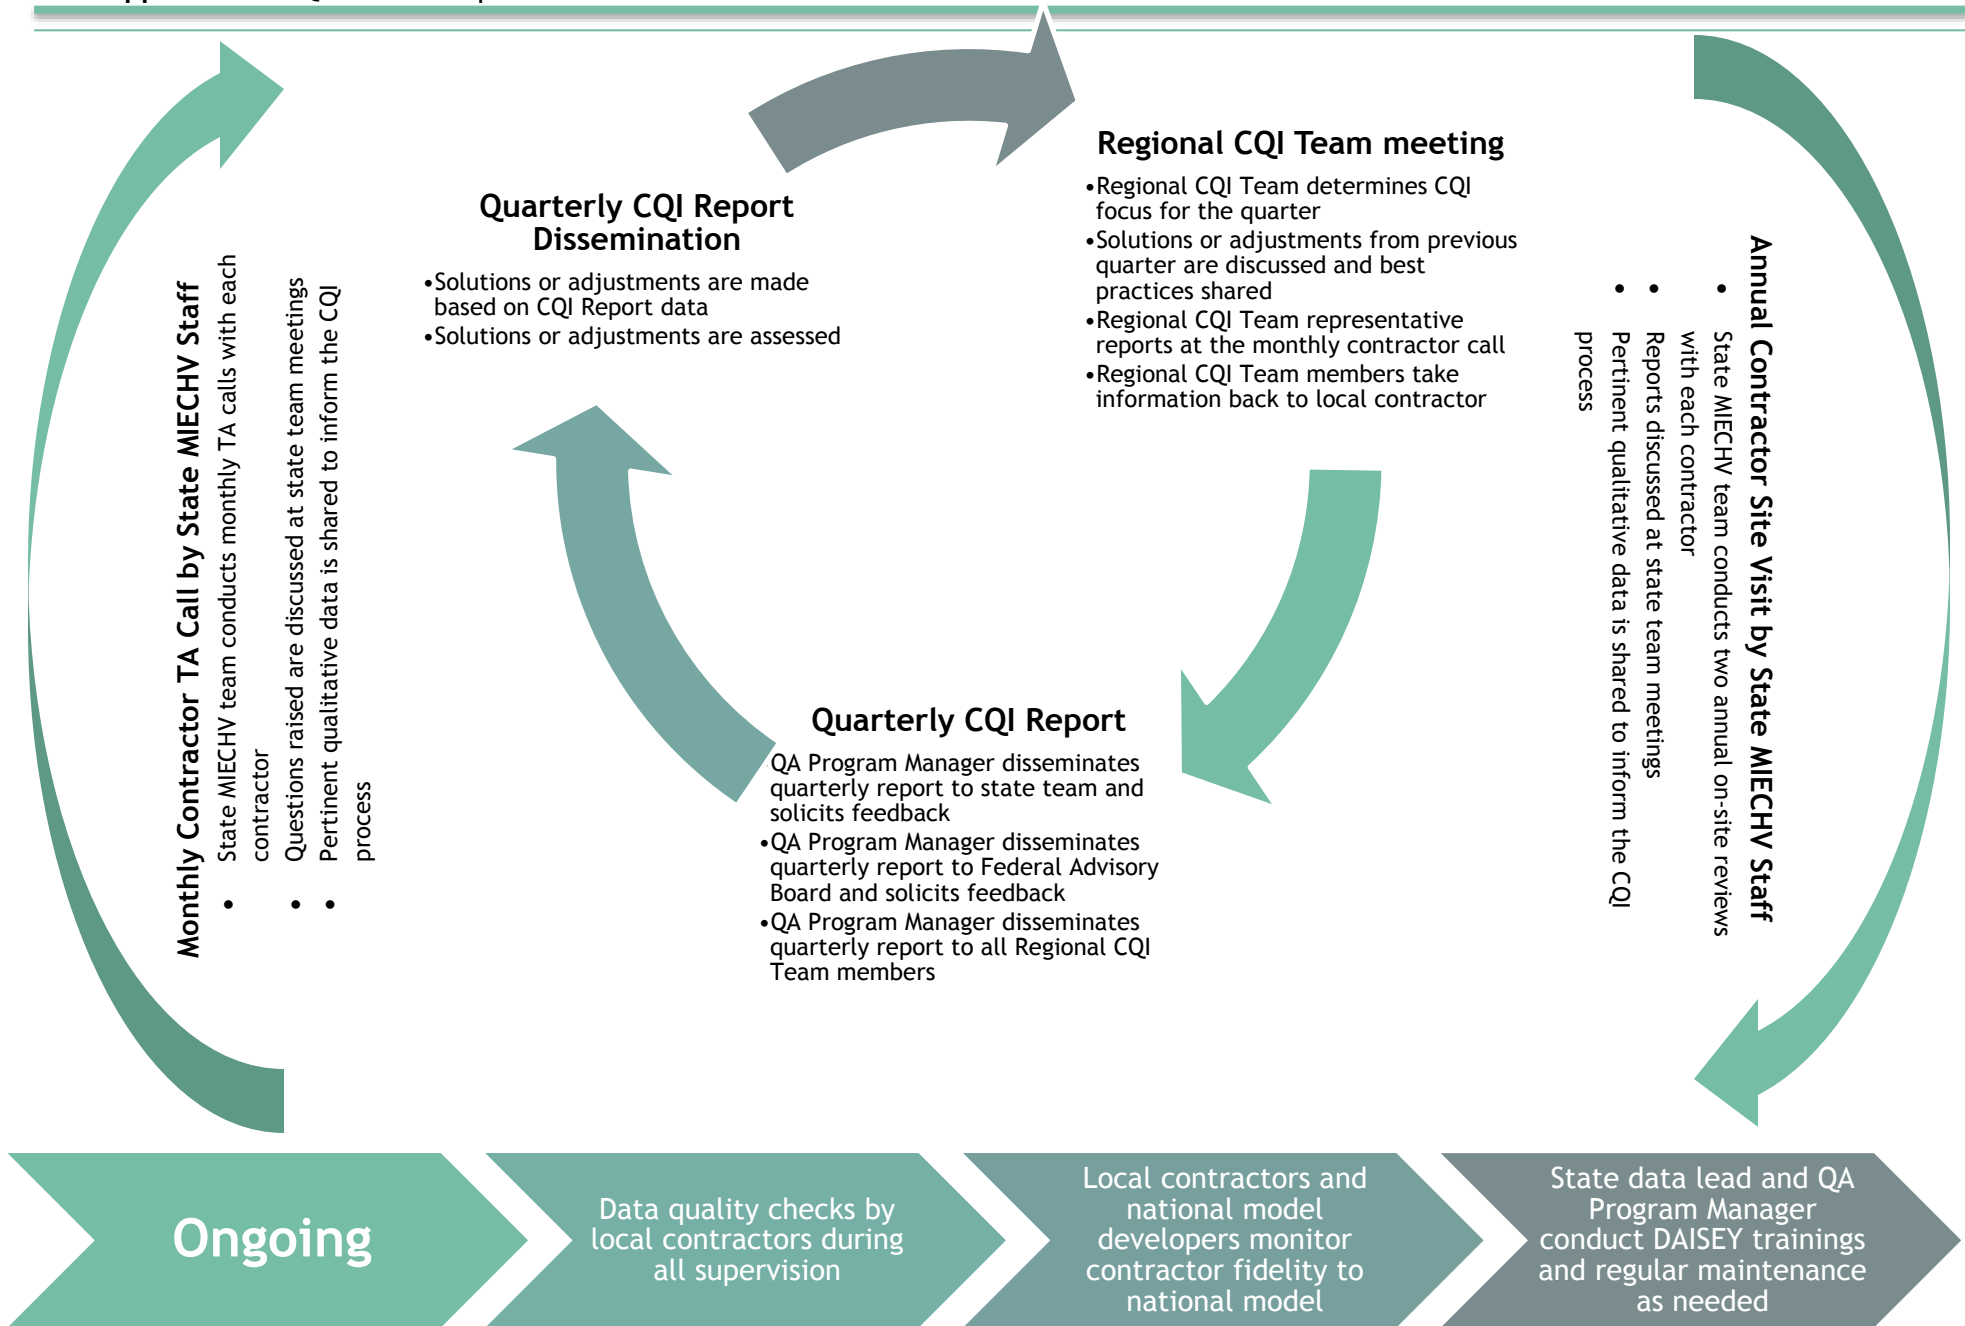 Quarterly CQI Report
Dissemination
•Solutions or adjustments are made
based on CQI Report data
•Solutions or adjustments are assessed
Regional CQI Team meeting
•Regional CQI Team determines CQI
focus for the quarter
•Solutions or adjustments from previous
quarter are discussed and best
practices shared
•Regional CQI Team representative
reports at the monthly contractor call
•Regional CQI Team members take
information back to local contractor
Quarterly CQI Report
QA Program Manager disseminates
quarterly report to state team and
solicits feedback
•QA Program Manager disseminates
quarterly report to Federal Advisory
Board and solicits feedback
•QA Program Manager disseminates
quarterly report to all Regional CQI
Team members
Monthly Contractor TA Call by State MIECHV Staff
• State MIECHV team conducts monthly TA calls with each
contractor
• Questions raised are discussed at state team meetings
• Pertinent qualitative data is shared to inform the CQI
process
Annual Contractor Site Visit by State MIECHV Staff
• State MIECHV team conducts two annual on-site reviews
with each contractor
• Reports discussed at state team meetings
• Pertinent qualitative data is shared to inform the CQI
process
Ongoing
Data quality checks by
local contractors during
all supervision
Local contractors and
national model
developers monitor
contractor fidelity to
national model
State data lead and QA
Program Manager
conduct DAISEY trainings
and regular maintenance
as needed